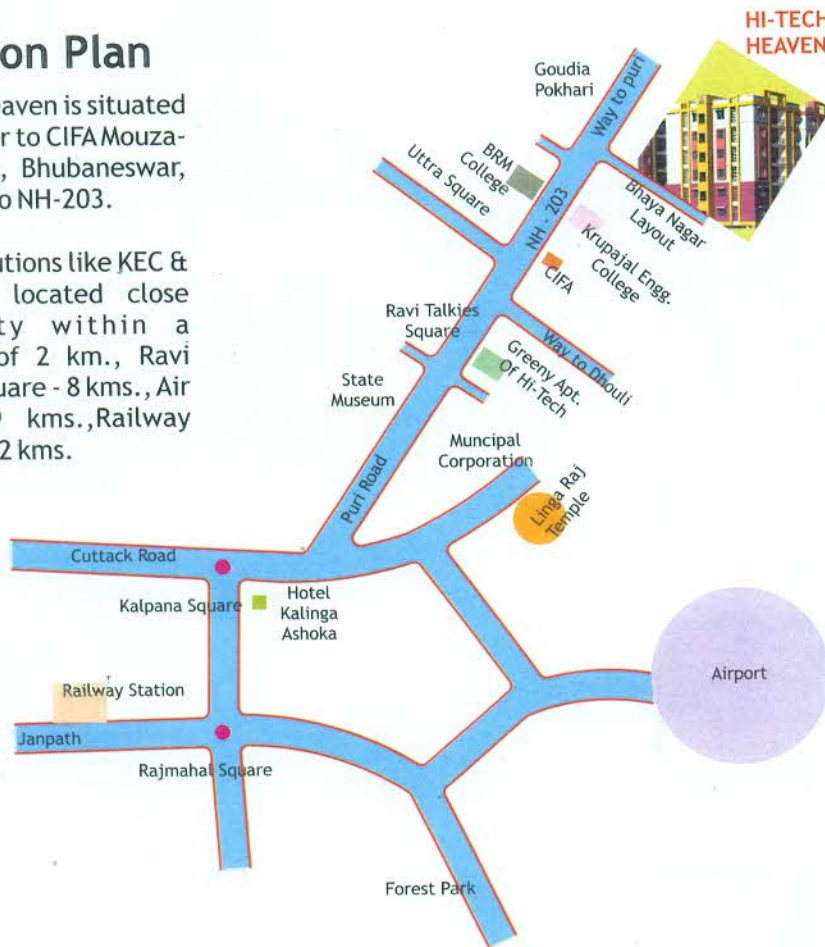 on Plan
eaven is situated
r to CIFA Mouza-
, Bhubaneswar,
o NH-203.
utions like KEC &
located close
ty within a
of 2 km., Ravi
uare - 8 kms., Air
kms.,Railway
2 kms.
HI-TECH
HEAVEN
Goudia
Pokhari
Way to puri
BRM
College
Uttra Square
NH - 203
Bhaya Nagar
Layout
Krupajal Engg.
College
CIFA
Ravi Talkies
Square
Way to Dhouli
Greeny Apt.
Of Hi-Tech
State
Museum
Muncipal
Corporation
Puri Road
Linga Raj
Temple
Cuttack Road
Kalpana Square
Hotel
Kalinga
Ashoka
Airport
Railway Station
Janpath
Rajmahal Square
Forest Park